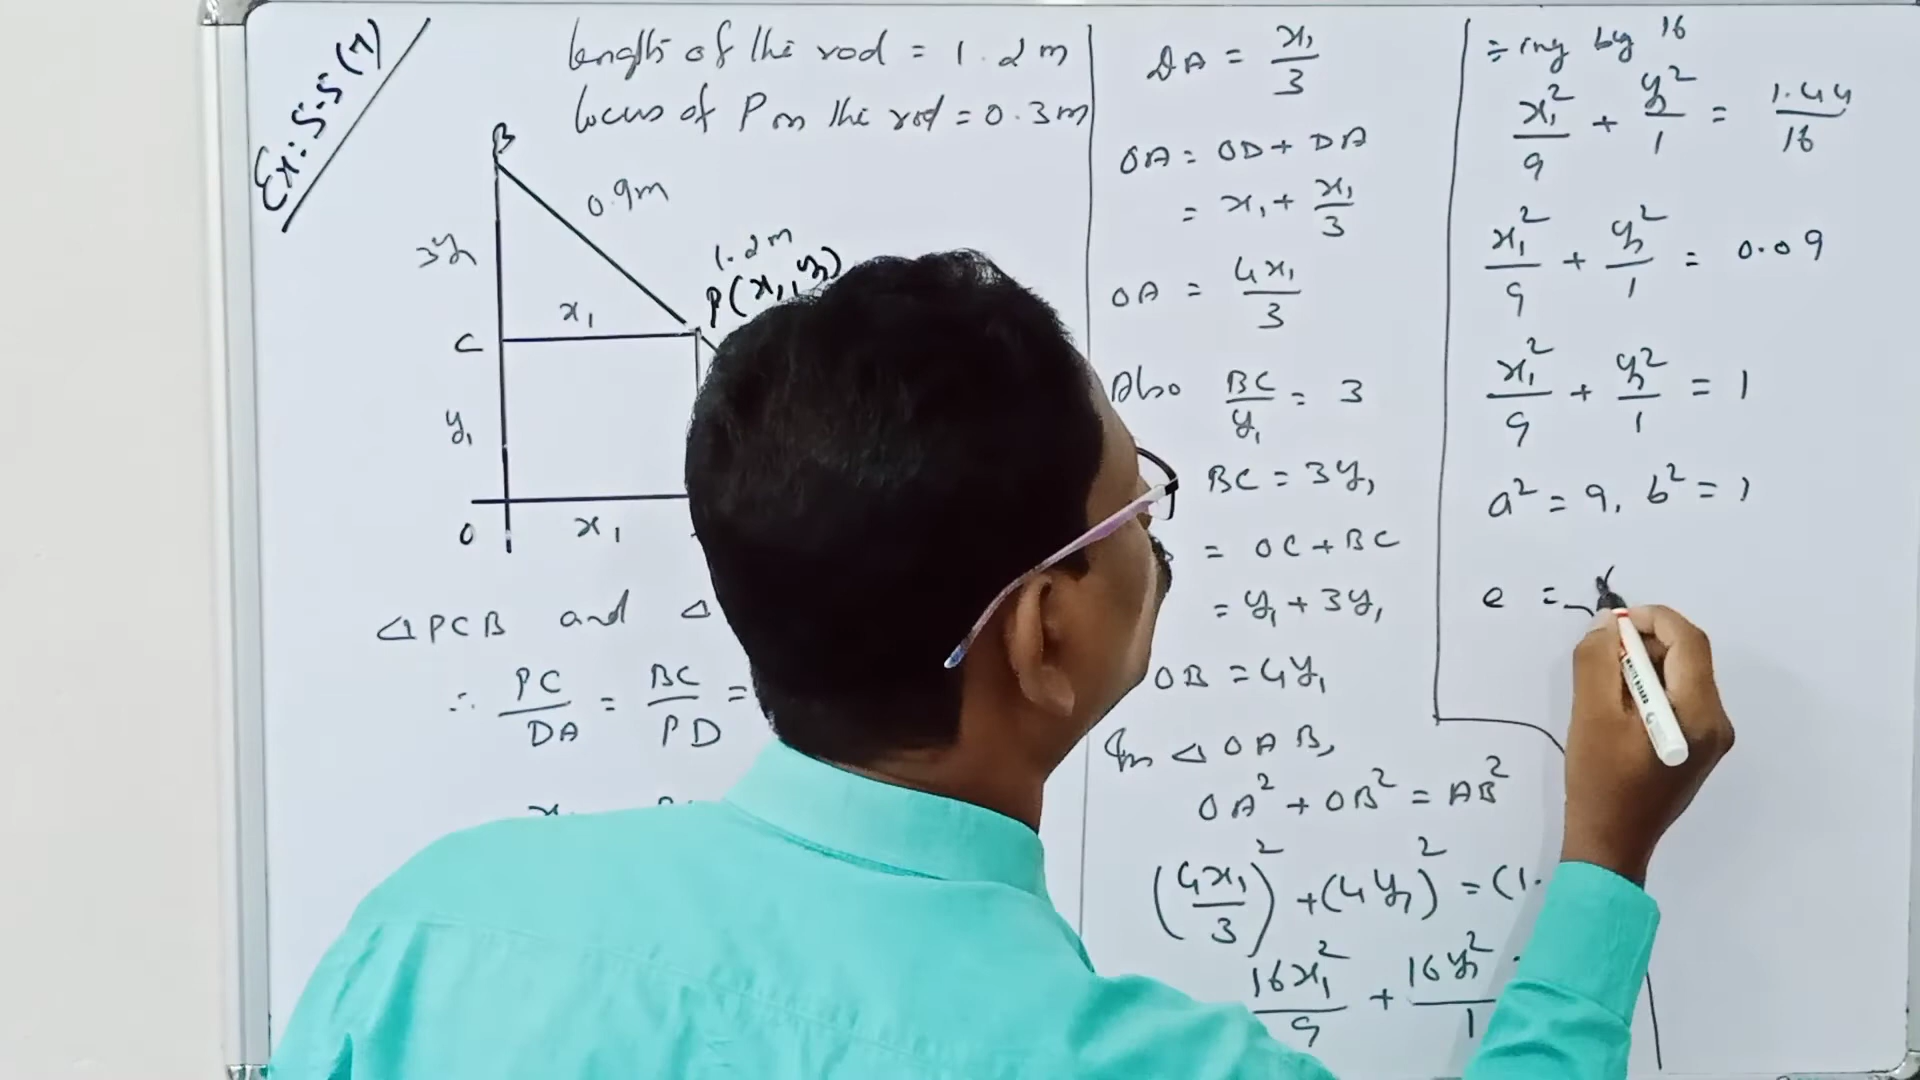 Ex: 5.5 (7)
length of the rod = 1.2 m
locus of P on the rod = 0.3 m
B
0.9m
3y₁
1.2m
P(x₁, y₁)
x₁
C
y₁
O
x₁
△PCB and △
∴ PC/DA = BC/PD =
DA = x₁/3
OA = OD + DA
= x₁ + x₁/3
OA = 4x₁/3
Also BC/y₁ = 3
BC = 3y₁
= OC + BC
= y₁ + 3y₁
OB = 4y₁
In △OAB,
OA² + OB² = AB²
(4x₁/3)² + (4y₁)² = (1.
16x₁²/9 + 16y₁²/1
÷ing by 16
x₁²/9 + y₁²/1 = 1.44/16
x₁²/9 + y₁²/1 = 0.09
x₁²/9 + y₁²/1 = 1
a² = 9, b² = 1
e =